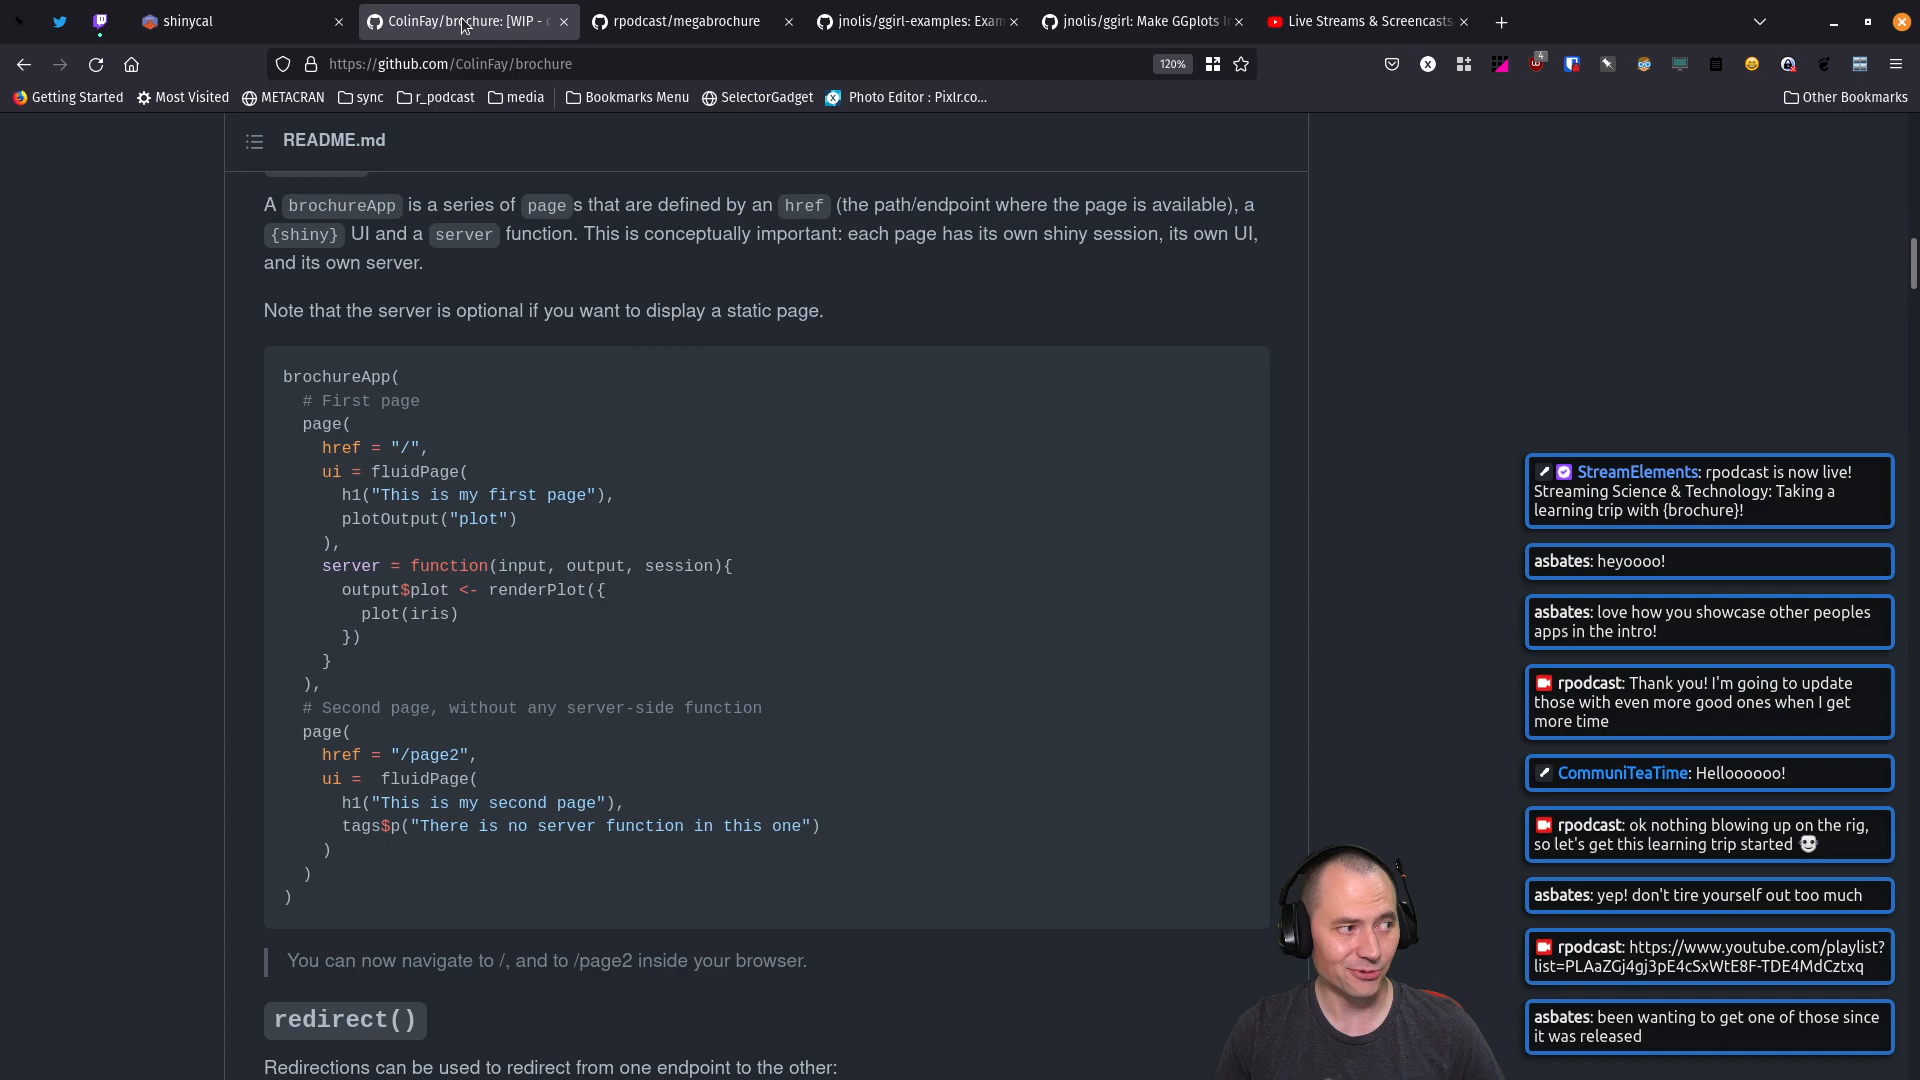 shinycal
ColinFay/brochure: [WIP -
rpodcast/megabrochure
jnolis/ggirl-examples: Exam
jnolis/ggirl: Make GGplots
Live Streams & Screencasts
https://github.com/ColinFay/brochure
120%
4
Getting Started
Most Visited
METACRAN
sync
r_podcast
media
Bookmarks Menu
SelectorGadget
Photo Editor : Pixlr.co...
Other Bookmarks
README.md
A brochureApp is a series of pages that are defined by an href (the path/endpoint where the page is available), a
{shiny} UI and a server function. This is conceptually important: each page has its own shiny session, its own UI,
and its own server.
Note that the server is optional if you want to display a static page.
brochureApp(
# First page
page(
href = "/",
ui = fluidPage(
h1("This is my first page"),
plotOutput("plot")
),
server = function(input, output, session){
output$plot <- renderPlot({
plot(iris)
})
}
),
# Second page, without any server-side function
page(
href = "/page2",
ui =  fluidPage(
h1("This is my second page"),
tags$p("There is no server function in this one")
)
)
)
You can now navigate to /, and to /page2 inside your browser.
redirect()
Redirections can be used to redirect from one endpoint to the other:
StreamElements: rpodcast is now live!
Streaming Science & Technology: Taking a
learning trip with {brochure}!
asbates: heyoooo!
asbates: love how you showcase other peoples
apps in the intro!
rpodcast: Thank you! I'm going to update
those with even more good ones when I get
more time
CommuniTeaTime: Helloooooo!
rpodcast: ok nothing blowing up on the rig,
so let's get this learning trip started
asbates: yep! don't tire yourself out too much
rpodcast: https://www.youtube.com/playlist?
list=PLAaZGj4gj3pE4cSxWtE8F-TDE4MdCztxq
asbates: been wanting to get one of those since
it was released